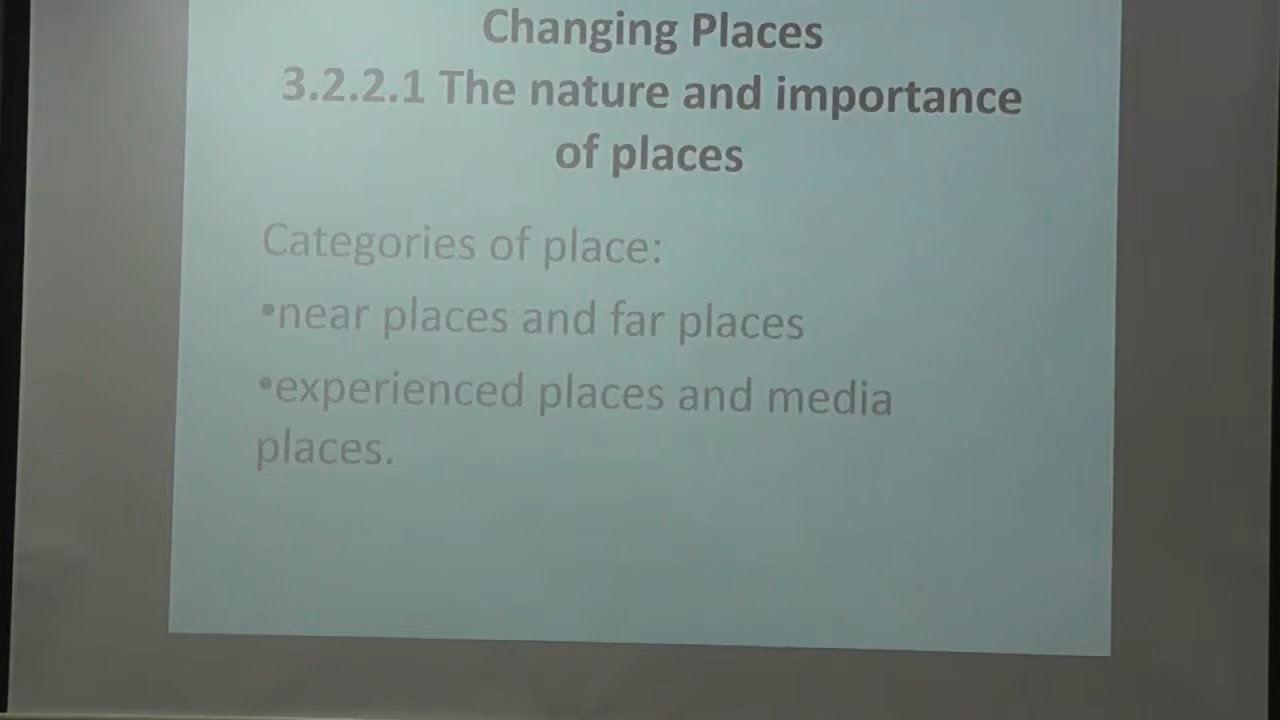 Changing Places
3.2.2.1 The nature and importance
of places
Categories of place:
•near places and far places
•experienced places and media
places.